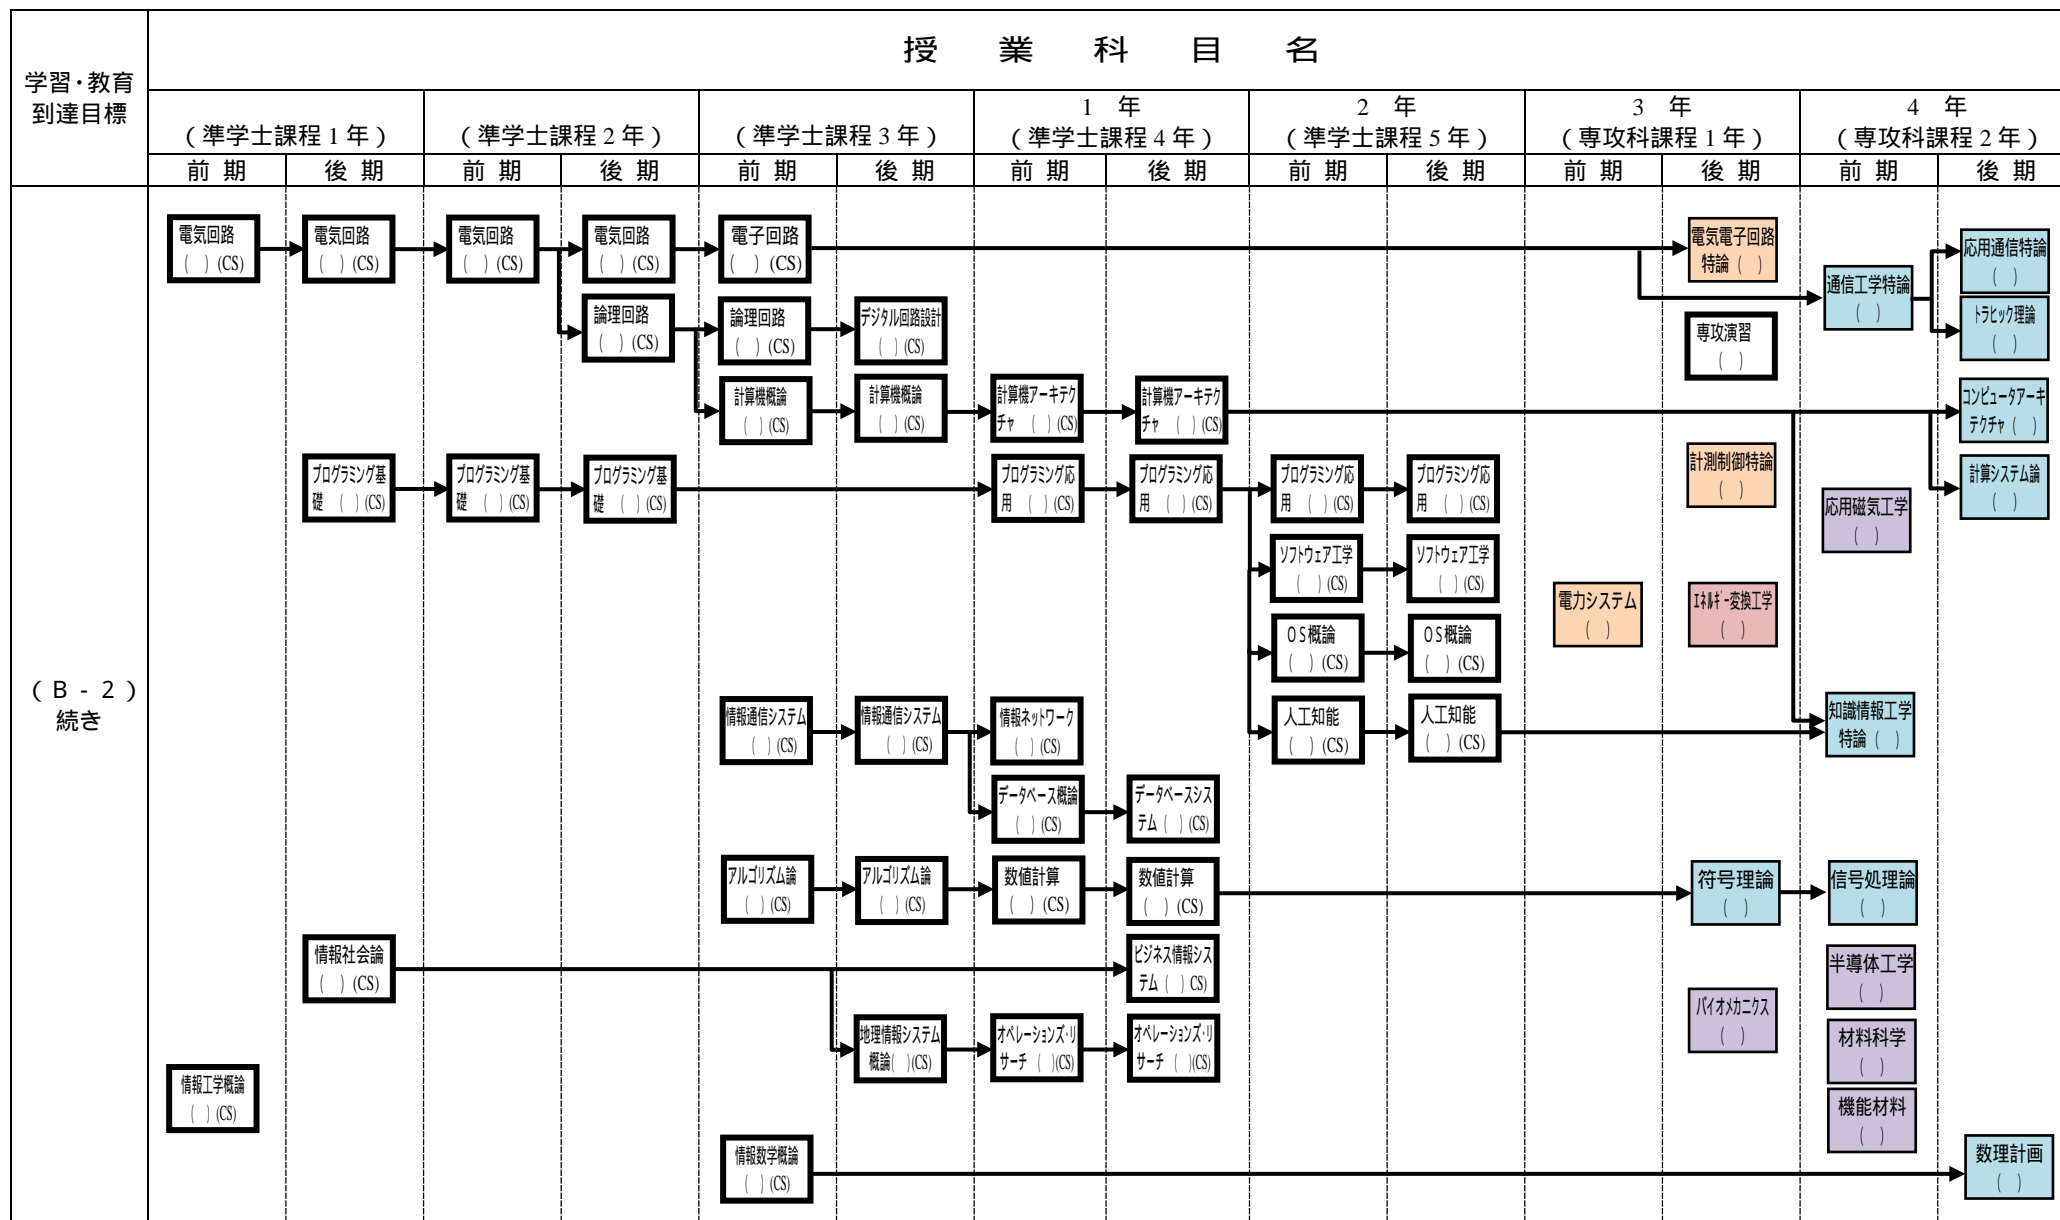 授 業 科 目 名
学習・教育
到達目標
1 年
2 年
3 年
4 年
(準学士課程1年)
(準学士課程2年)
(準学士課程3年)
(準学士課程4年)
(準学士課程5年)
(専攻科課程1年)
(専攻科課程2年)
前 期
後 期
前 期
後 期
前 期
後 期
前 期
後 期
前 期
後 期
前 期
後 期
前 期
後 期
(B-2)
続き
電気回路
( ) (CS)
電気回路
( ) (CS)
電気回路
( ) (CS)
電気回路
( ) (CS)
電子回路
( ) (CS)
電気電子回路
特論 ( )
通信工学特論
( )
応用通信特論
( )
論理回路
( ) (CS)
論理回路
( ) (CS)
デジタル回路設計
( ) (CS)
専攻演習
( )
トラヒック理論
( )
計算機概論
( ) (CS)
計算機概論
( ) (CS)
計算機アーキテク
チャ ( ) (CS)
計算機アーキテク
チャ ( ) (CS)
コンピュータアーキ
テクチャ ( )
プログラミング基
礎 ( ) (CS)
プログラミング基
礎 ( ) (CS)
プログラミング基
礎 ( ) (CS)
プログラミング応
用 ( ) (CS)
プログラミング応
用 ( ) (CS)
プログラミング応
用 ( ) (CS)
プログラミング応
用 ( ) (CS)
計測制御特論
( )
応用磁気工学
( )
計算システム論
( )
ソフトウェア工学
( ) (CS)
ソフトウェア工学
( ) (CS)
電力システム
( )
エネルギー変換工学
( )
OS概論
( ) (CS)
OS概論
( ) (CS)
情報通信システム
( ) (CS)
情報通信システム
( ) (CS)
情報ネットワーク
( ) (CS)
人工知能
( ) (CS)
人工知能
( ) (CS)
知識情報工学
特論 ( )
データベース概論
( ) (CS)
データベースシス
テム ( ) (CS)
アルゴリズム論
( ) (CS)
アルゴリズム論
( ) (CS)
数値計算
( ) (CS)
数値計算
( ) (CS)
符号理論
( )
信号処理論
( )
情報社会論
( ) (CS)
ビジネス情報シス
テム ( ) CS)
半導体工学
( )
地理情報システム
概論( )(CS)
オペレーションズ・リ
サーチ ( )(CS)
オペレーションズ・リ
サーチ ( )(CS)
バイオメカニクス
( )
材料科学
( )
情報工学概論
( ) (CS)
機能材料
( )
情報数学概論
( ) (CS)
数理計画
( )